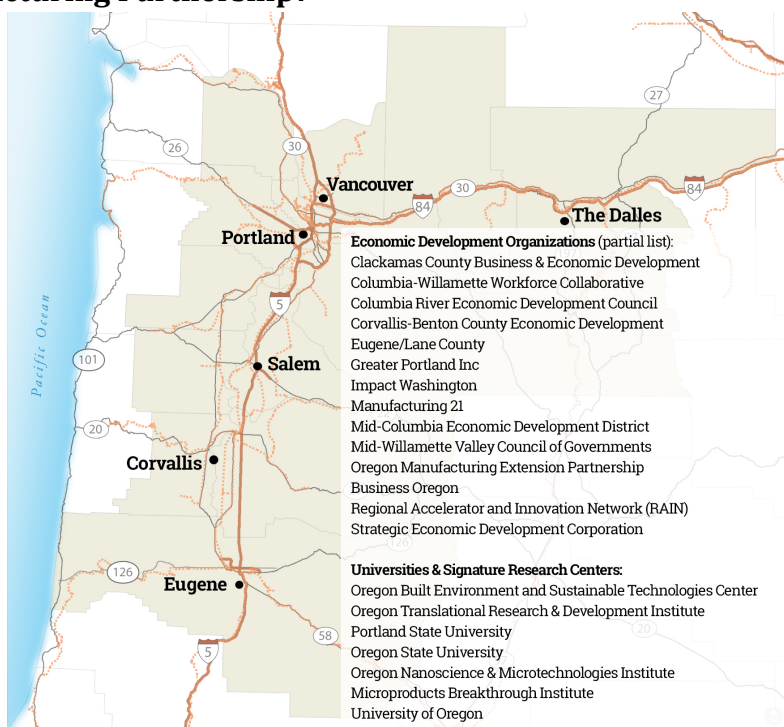 27
26
30
Vancouver
84
30
84
The Dalles
Portland
Economic Development Organizations (partial list):
Clackamas County Business & Economic Development
Columbia-Willamette Workforce Collaborative
Columbia River Economic Development Council
Corvallis-Benton County Economic Development
Eugene/Lane County
Greater Portland Inc
Impact Washington
Manufacturing 21
Mid-Columbia Economic Development District
Mid-Willamette Valley Council of Governments
Oregon Manufacturing Extension Partnership
Business Oregon
Regional Accelerator and Innovation Network (RAIN)
Strategic Economic Development Corporation
Universities & Signature Research Centers:
Oregon Built Environment and Sustainable Technologies Center
Oregon Translational Research & Development Institute
Portland State University
Oregon State University
Oregon Nanoscience & Microtechnologies Institute
Microproducts Breakthrough Institute
University of Oregon
5
Pacific Ocean
101
Salem
20
Corvallis
126
126
Eugene
58
20
5